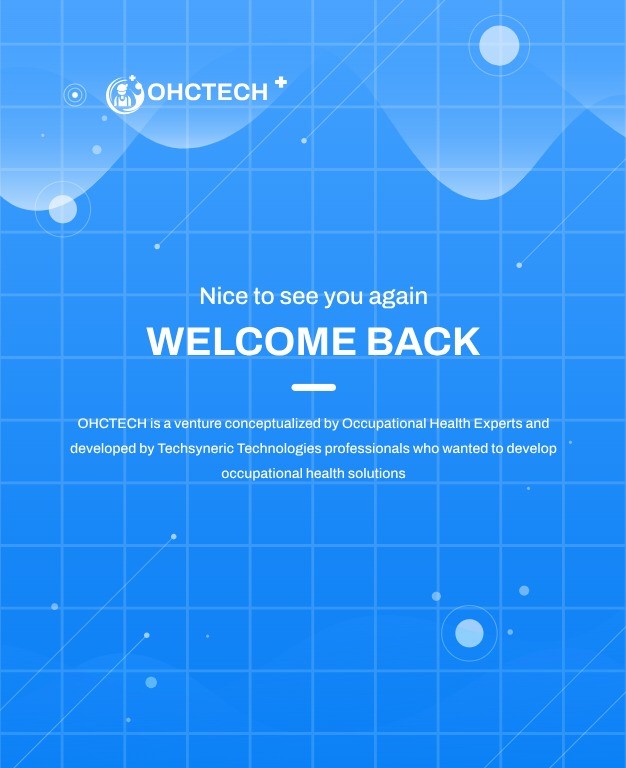 OHCTECH
Nice to see you again
WELCOME BACK
OHCTECH is a venture conceptualized by Occupational Health Experts and
developed by Techsyneric Technologies professionals who wanted to develop
occupational health solutions